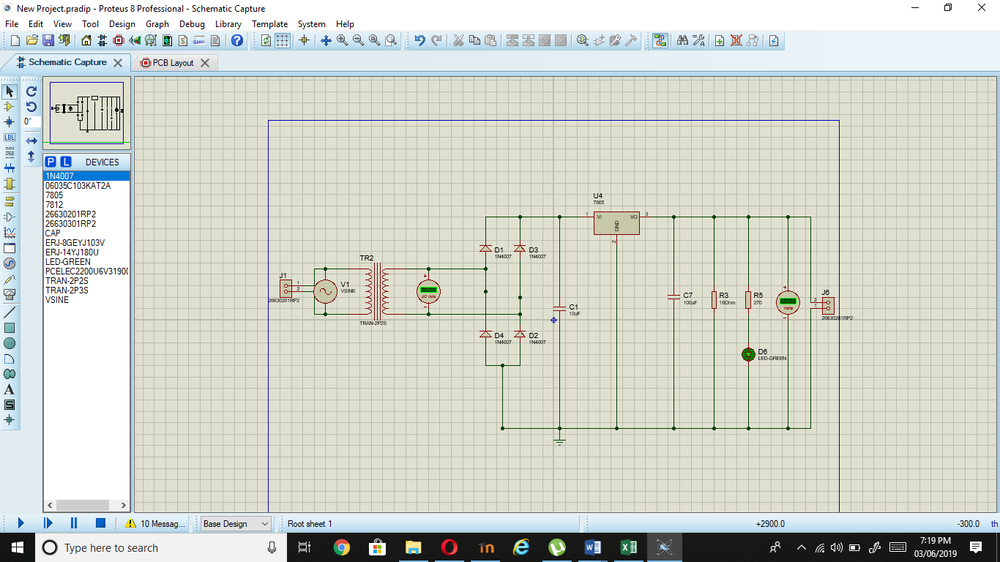 New Project.pradip - Proteus 8 Professional - Schematic Capture
File Edit View Tool Design Graph Debug Library Template System Help
Schematic Capture
PCB Layout
0°
LBL
A
S
P L DEVICES
1N4007
06035C103KAT2A
7805
7812
26630201RP2
26630301RP2
CAP
ERJ-8GEYJ103V
ERJ-14YJ180U
LED-GREEN
PCELEC2200U6V3190
TRAN-2P2S
TRAN-2P3S
VSINE
U4
7805
1 VI VO 3
GND
2
D1
1N4007
D3
1N4007
TR2
TRAN-2P2S
J1
1
2
26630201RP2
V1
VSINE
+
AC Volts
-
C1
10uF
D4
1N4007
D2
1N4007
C7
100uF
R3
18Ohm
R5
270
+
Volts
-
J6
2
1
26630201RP2
D6
LED-GREEN
10 Messag...
Base Design
Root sheet 1
+2900.0
-300.0
th
Type here to search
7:19 PM
03/06/2019